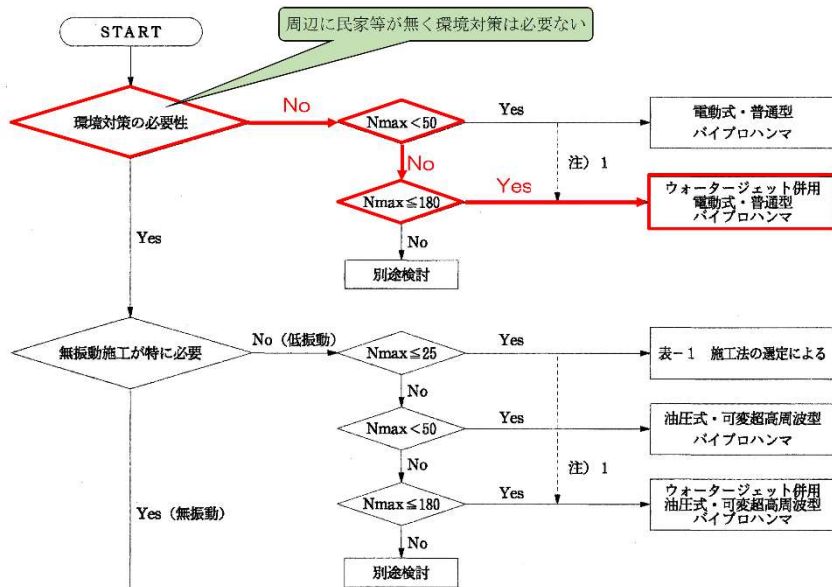 周辺に民家等が無く環境対策は必要ない
START
環境対策の必要性
No
Nmax<50
Yes
電動式・普通型
バイブロハンマ
No
注）1
Nmax≦180
Yes
ウォータージェット併用
電動式・普通型
バイブロハンマ
No
別途検討
Yes
無振動施工が特に必要
No（低振動）
Nmax≦25
Yes
表－1 施工法の選定による
No
Nmax<50
Yes
油圧式・可変超高周波型
バイブロハンマ
No
注）1
Nmax≦180
Yes
ウォータージェット併用
油圧式・可変超高周波型
バイブロハンマ
No
別途検討
Yes（無振動）